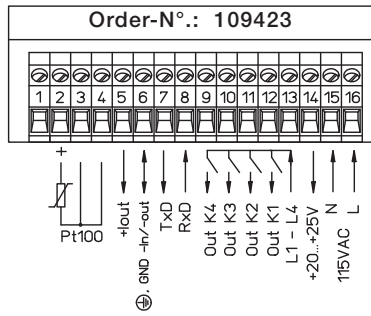 Order-N°.: 109423
1 2 3 4 5 6 7 8 9 10 11 12 13 14 15 16
+
Pt100
+Iout
⏚, GND -In/-out
TxD
RxD
Out K4
Out K3
Out K2
Out K1
L1 - L4
+20...+25V
N
115VAC
L